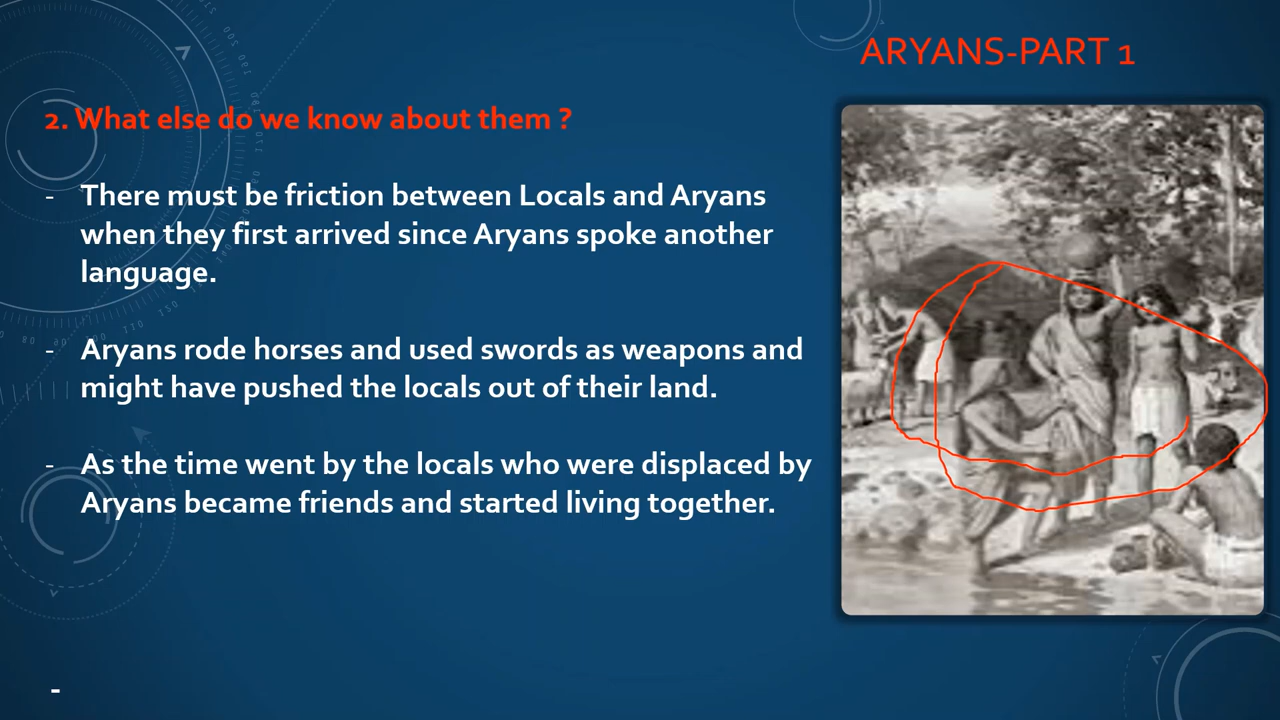 ARYANS-PART 1
2. What else do we know about them ?
- There must be friction between Locals and Aryans
when they first arrived since Aryans spoke another
language.
- Aryans rode horses and used swords as weapons and
might have pushed the locals out of their land.
- As the time went by the locals who were displaced by
Aryans became friends and started living together.
-